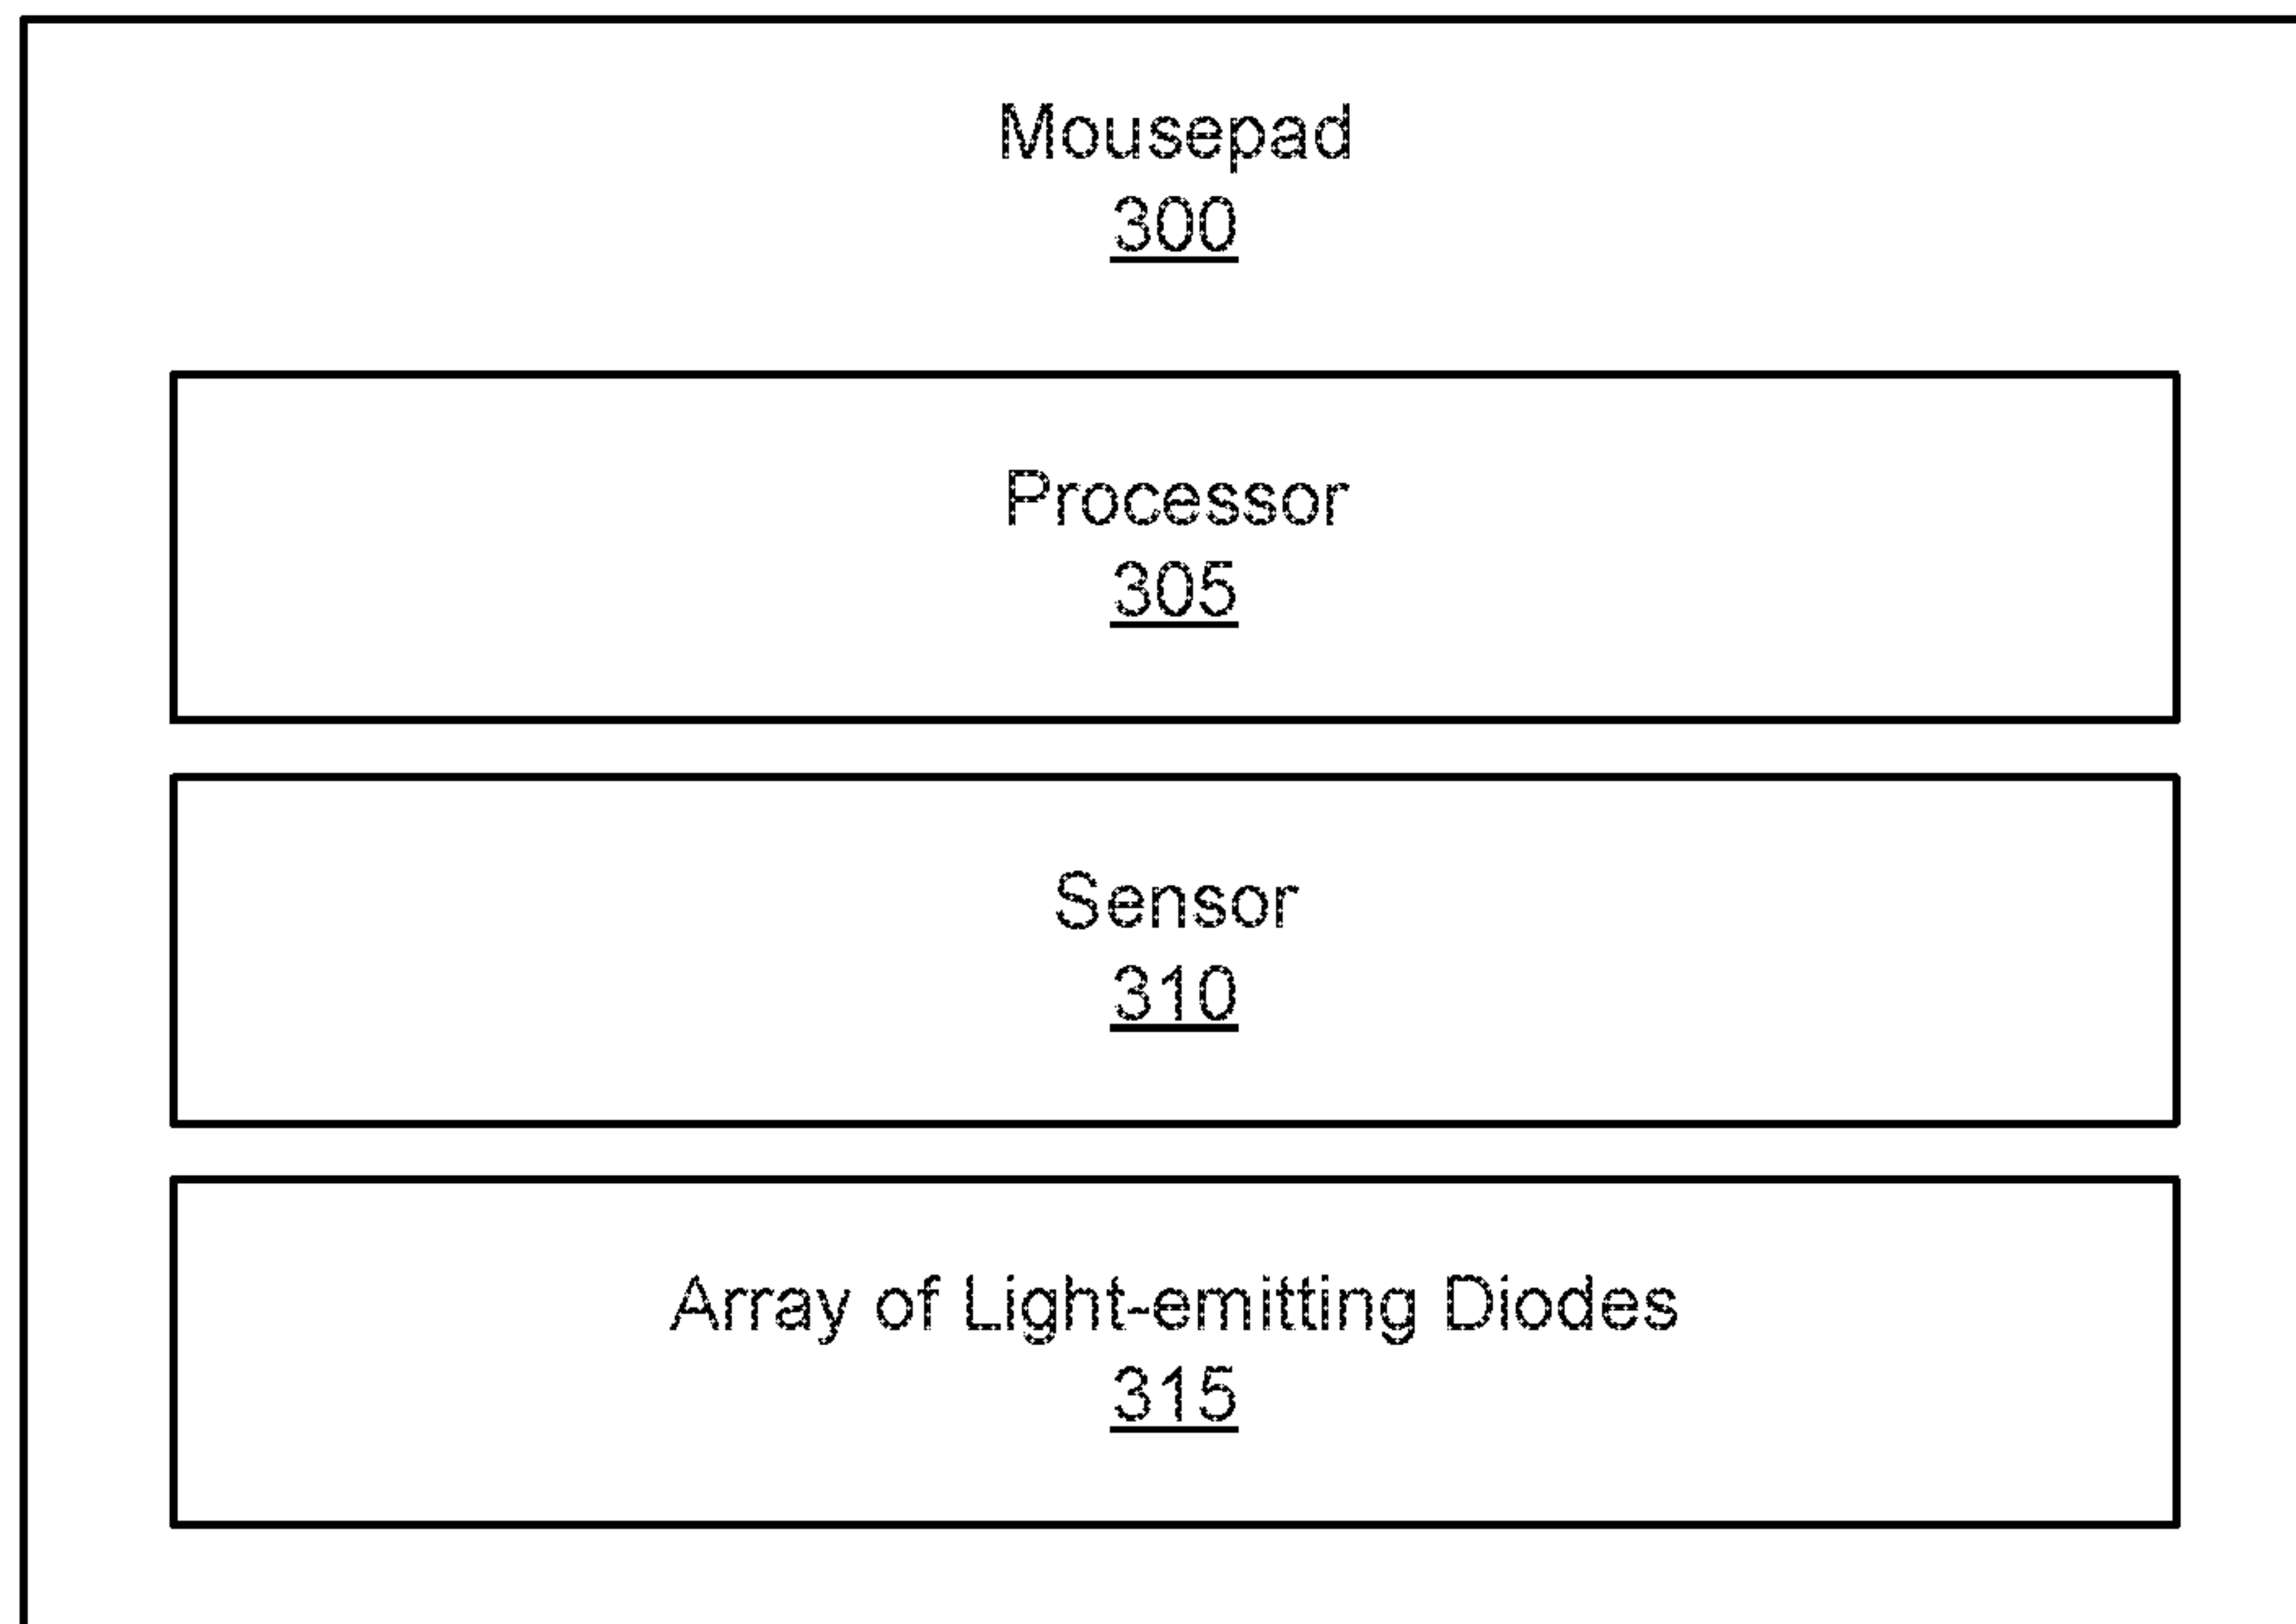 Mousepad
300
Processor
305
Sensor
310
Array of Light-emitting Diodes
315